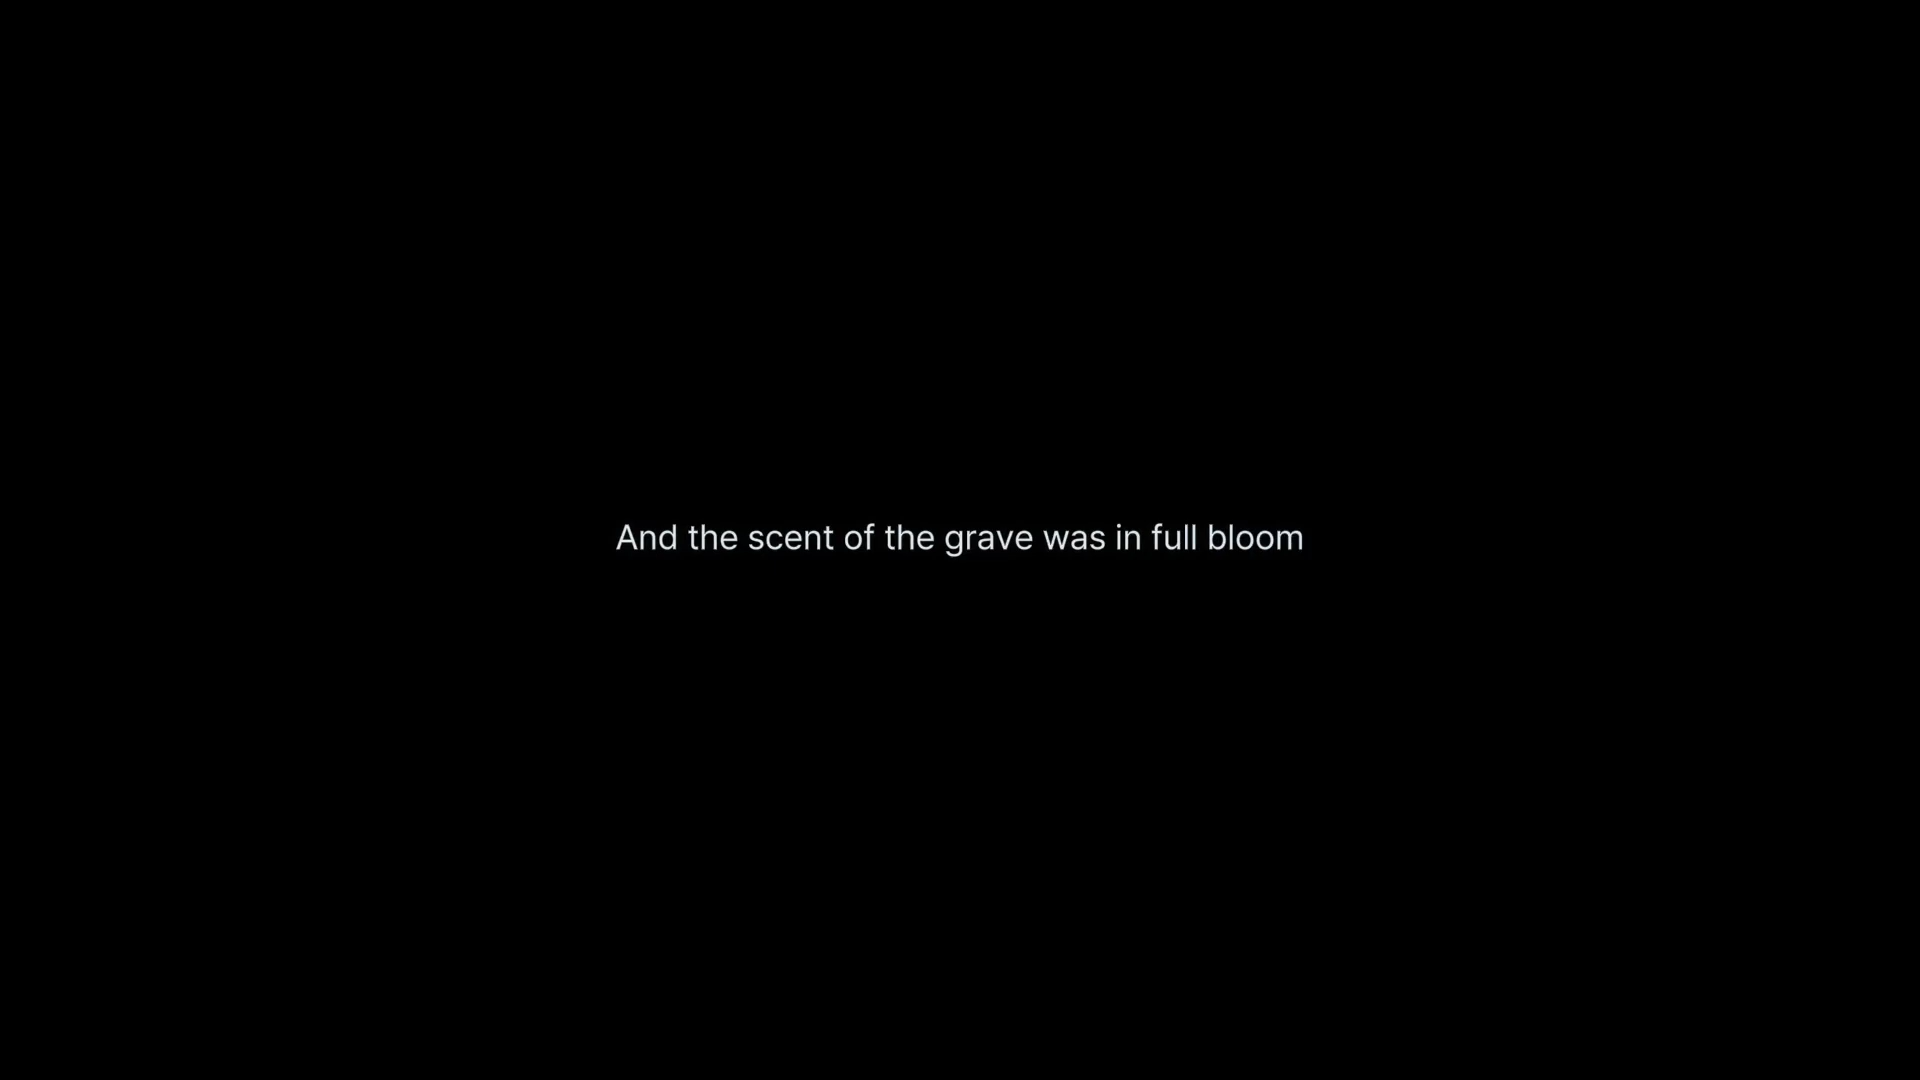 And the scent of the grave was in full bloom